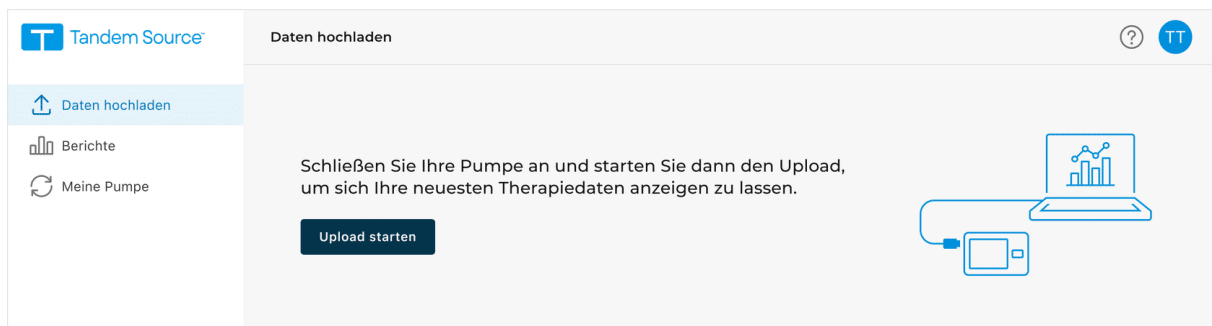 Tandem Source™
Daten hochladen
TT
Daten hochladen
Berichte
Meine Pumpe
Schließen Sie Ihre Pumpe an und starten Sie dann den Upload,
um sich Ihre neuesten Therapiedaten anzeigen zu lassen.
Upload starten